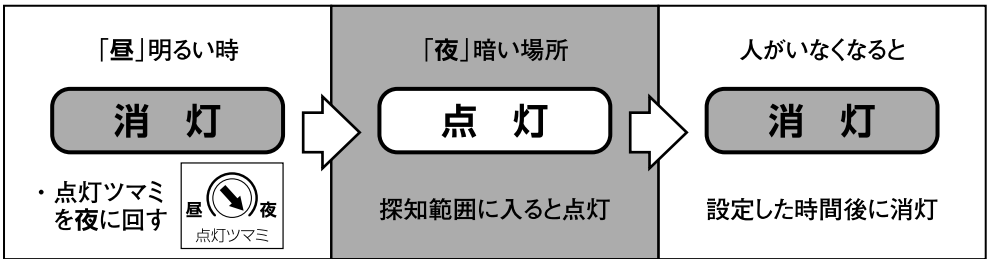 「昼」明るい時
消 灯
・点灯ツマミ
を夜に回す
昼
夜
点灯ツマミ
「夜」暗い場所
点 灯
探知範囲に入ると点灯
人がいなくなると
消 灯
設定した時間後に消灯